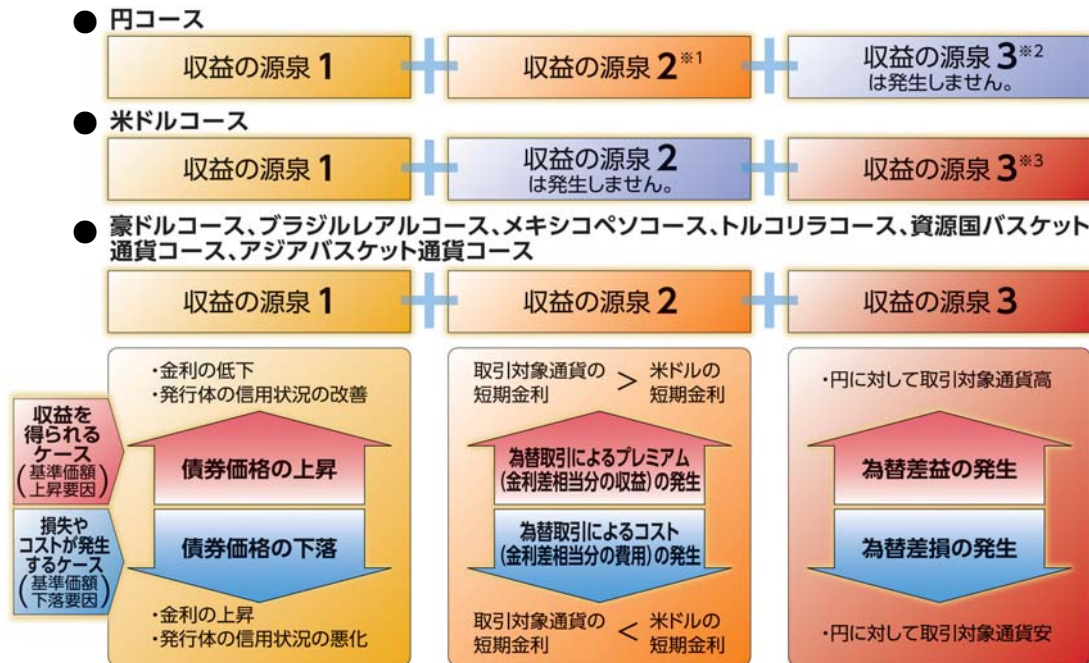 ● 円コース
収益の源泉 1 + 収益の源泉 2※1 + 収益の源泉 3※2
は発生しません。
● 米ドルコース
収益の源泉 1 + 収益の源泉 2 + 収益の源泉 3※3
は発生しません。
● 豪ドルコース、ブラジルレアルコース、メキシコペソコース、トルコリラコース、資源国バスケット
通貨コース、アジアバスケット通貨コース
収益の源泉 1 + 収益の源泉 2 + 収益の源泉 3
収益を
得られる
ケース
(基準価額
上昇要因)
損失や
コストが発生
するケース
(基準価額
下落要因)
・金利の低下
・発行体の信用状況の改善
債券価格の上昇
債券価格の下落
・金利の上昇
・発行体の信用状況の悪化
取引対象通貨の > 米ドルの
短期金利 短期金利
為替取引によるプレミアム
(金利差相当分の収益)の発生
為替取引によるコスト
(金利差相当分の費用)の発生
取引対象通貨の < 米ドルの
短期金利 短期金利
・円に対して取引対象通貨高
為替差益の発生
為替差損の発生
・円に対して取引対象通貨安